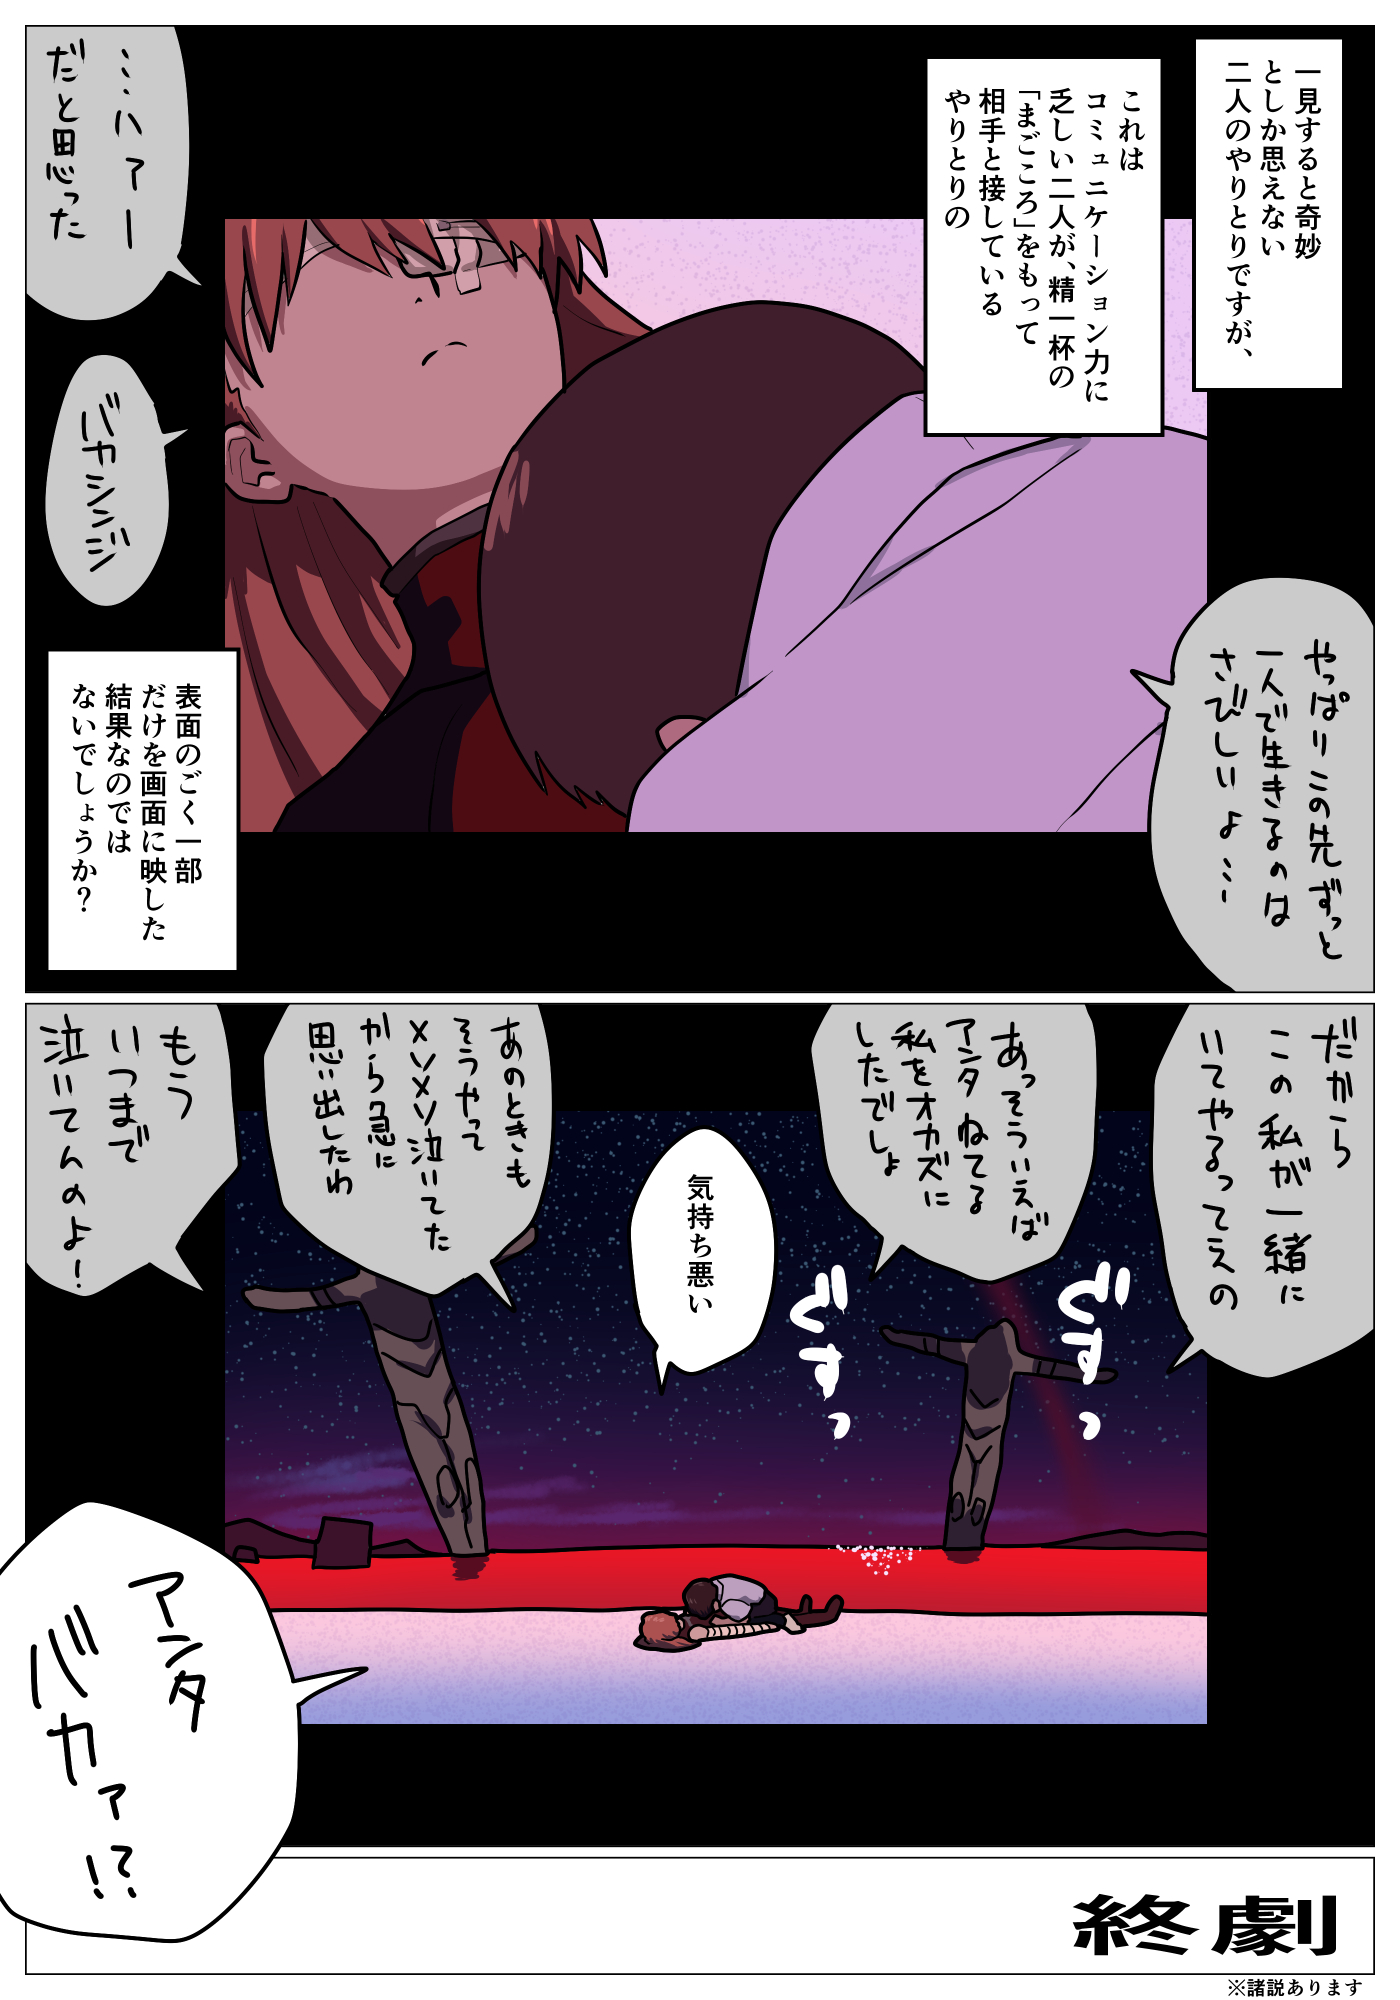 一見すると奇妙
としか思えない
二人のやりとりですが、
これは
コミュニケーション力に
乏しい二人が、精一杯の
「まごころ」をもって
相手と接している
やりとりの
…ハァー
だと思った
バカシンジ
やっぱりこの先ずっと
一人で生きるのは
さびしいよ…
表面のごく一部
だけを画面に映した
結果なのでは
ないでしょうか?
だから
この私が一緒に
いてやるってえの
ぐすっ
あっそういえば
アンタねてる
私をオカズに
したでしょ
ぐすっ
気持ち悪い
あのときも
そうやって
メソメソ泣いてた
から急に
思い出したわ
もう
いつまで
泣いてんのよ!
アンタ
バカァ!?
終劇
※諸説あります